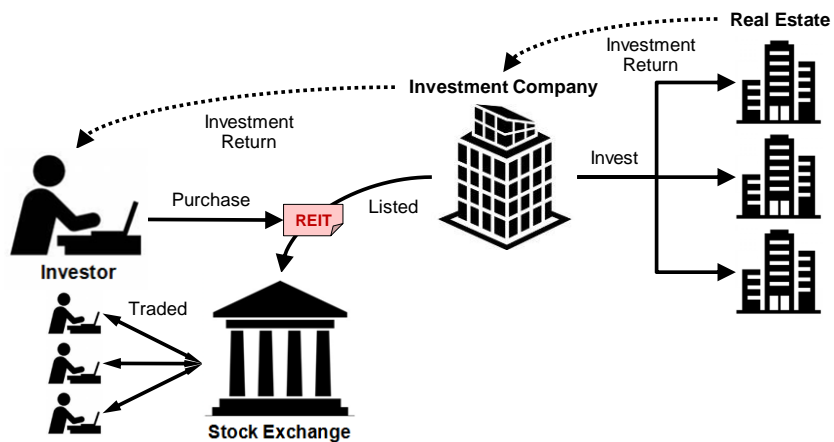 Real Estate
Investment
Return
Investment Company
Investment
Return
Invest
Purchase
REIT
Listed
Investor
Traded
Stock Exchange